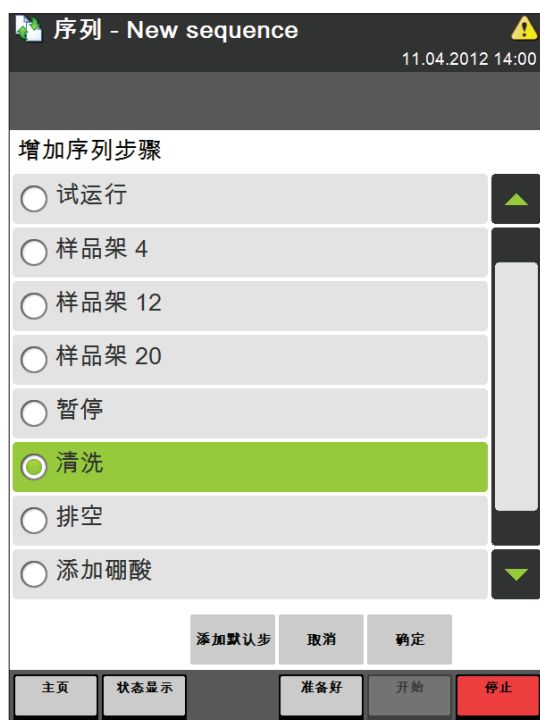 序列 - New sequence
11.04.2012 14:00
增加序列步骤
试运行
样品架 4
样品架 12
样品架 20
暂停
清洗
排空
添加硼酸
添加默认步 取消 确定
主页 状态显示 准备好 开始 停止